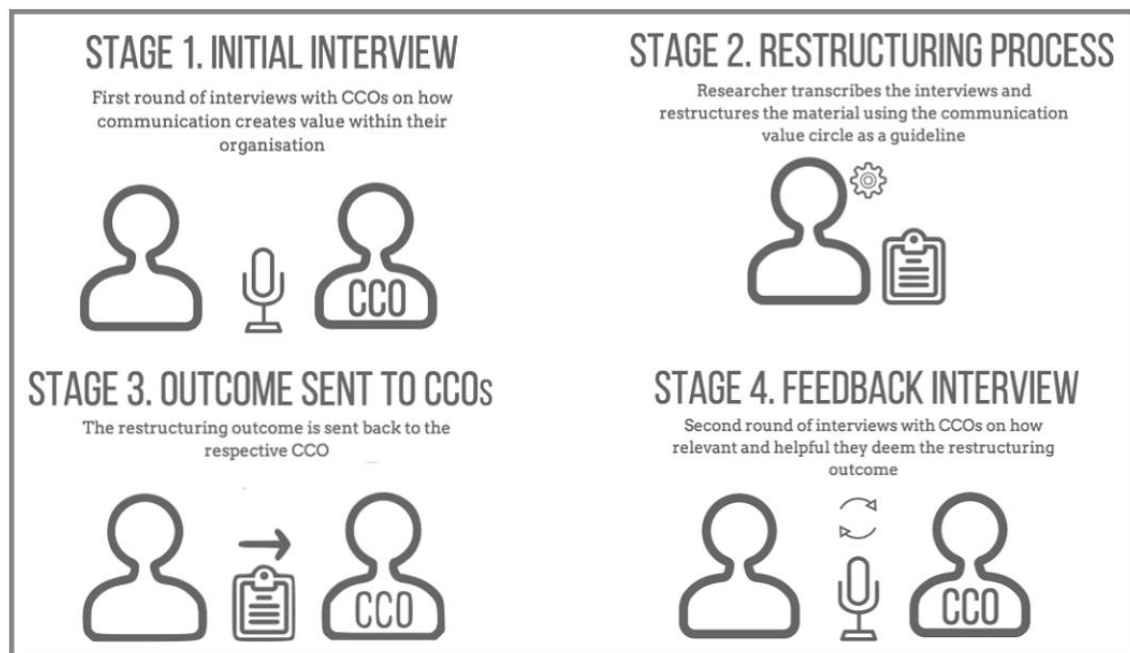 STAGE 1. INITIAL INTERVIEW
First round of interviews with CCOs on how
communication creates value within their
organisation
CCO
STAGE 2. RESTRUCTURING PROCESS
Researcher transcribes the interviews and
restructures the material using the communication
value circle as a guideline
STAGE 3. OUTCOME SENT TO CCOs
The restructuring outcome is sent back to the
respective CCO
CCO
STAGE 4. FEEDBACK INTERVIEW
Second round of interviews with CCOs on how
relevant and helpful they deem the restructuring
outcome
CCO